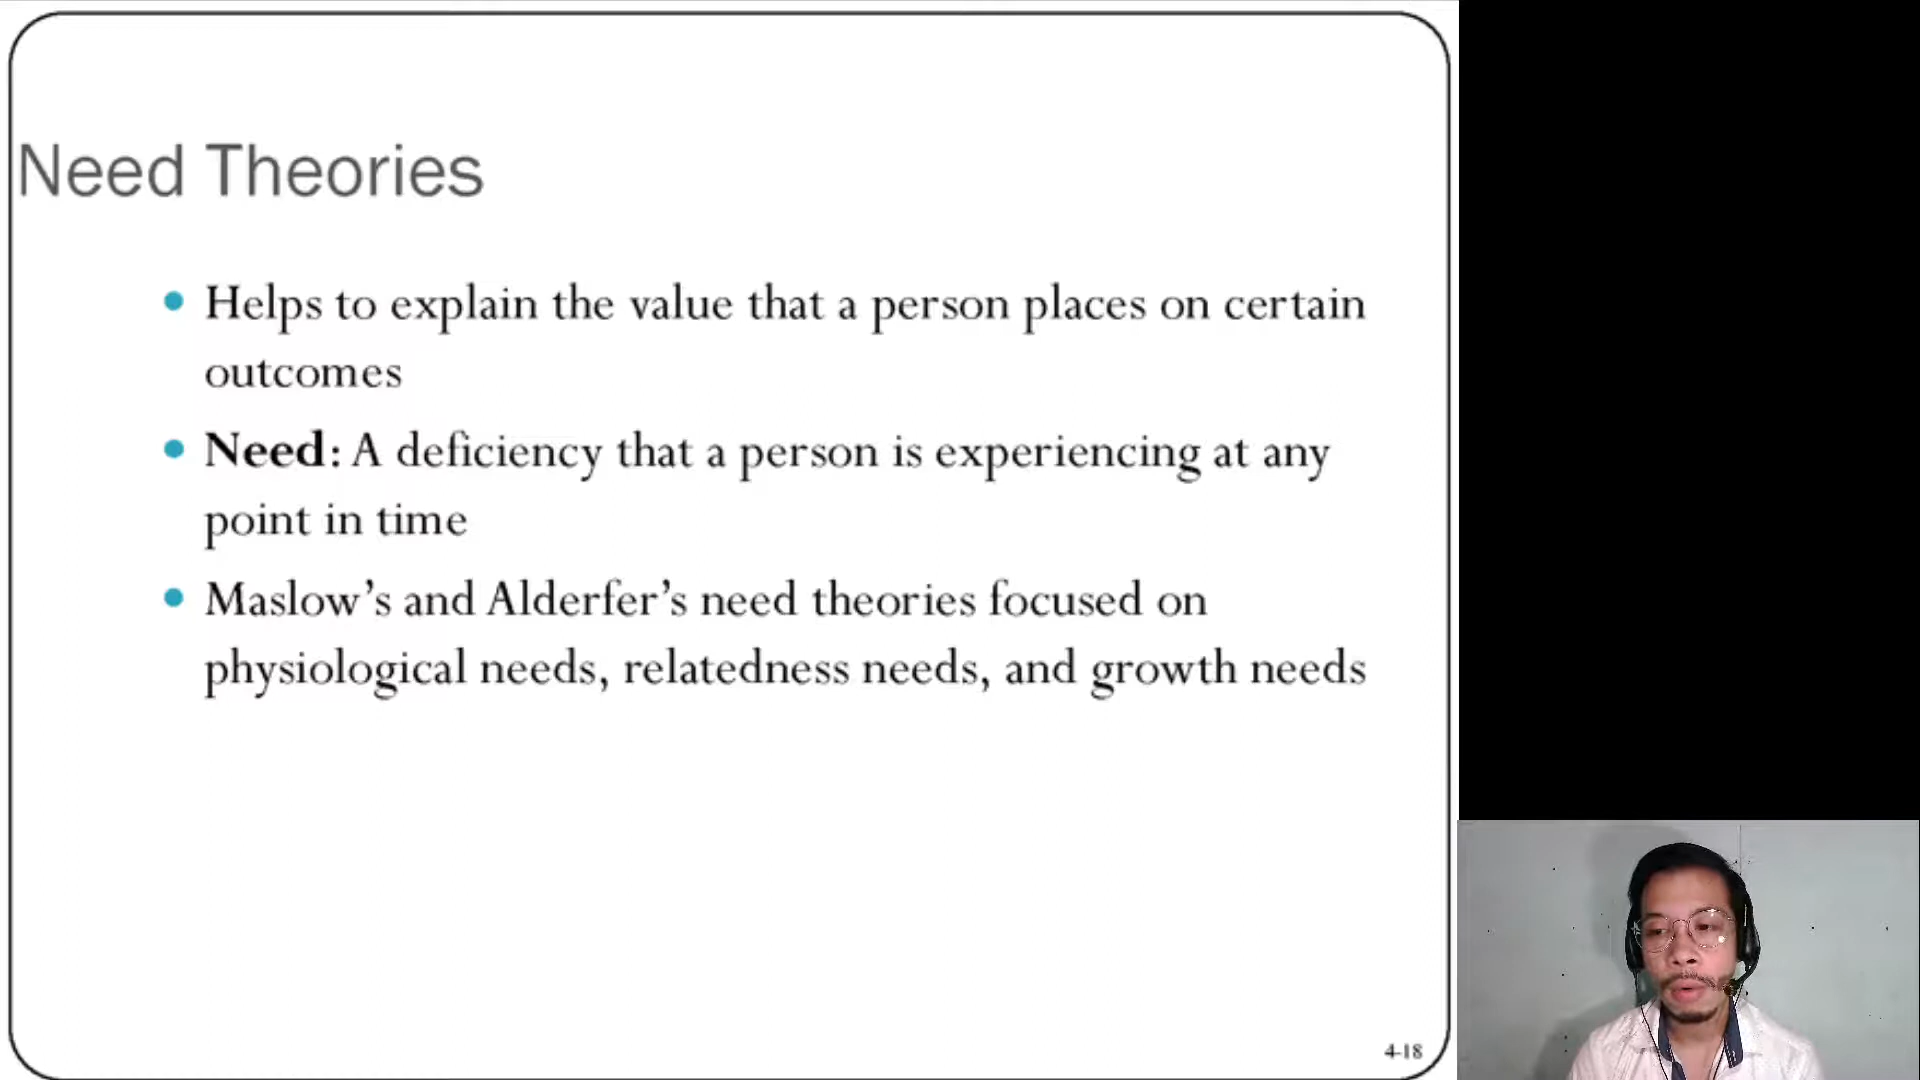 Need Theories
Helps to explain the value that a person places on certain
outcomes
Need: A deficiency that a person is experiencing at any
point in time
Maslow’s and Alderfer’s need theories focused on
physiological needs, relatedness needs, and growth needs
4-18